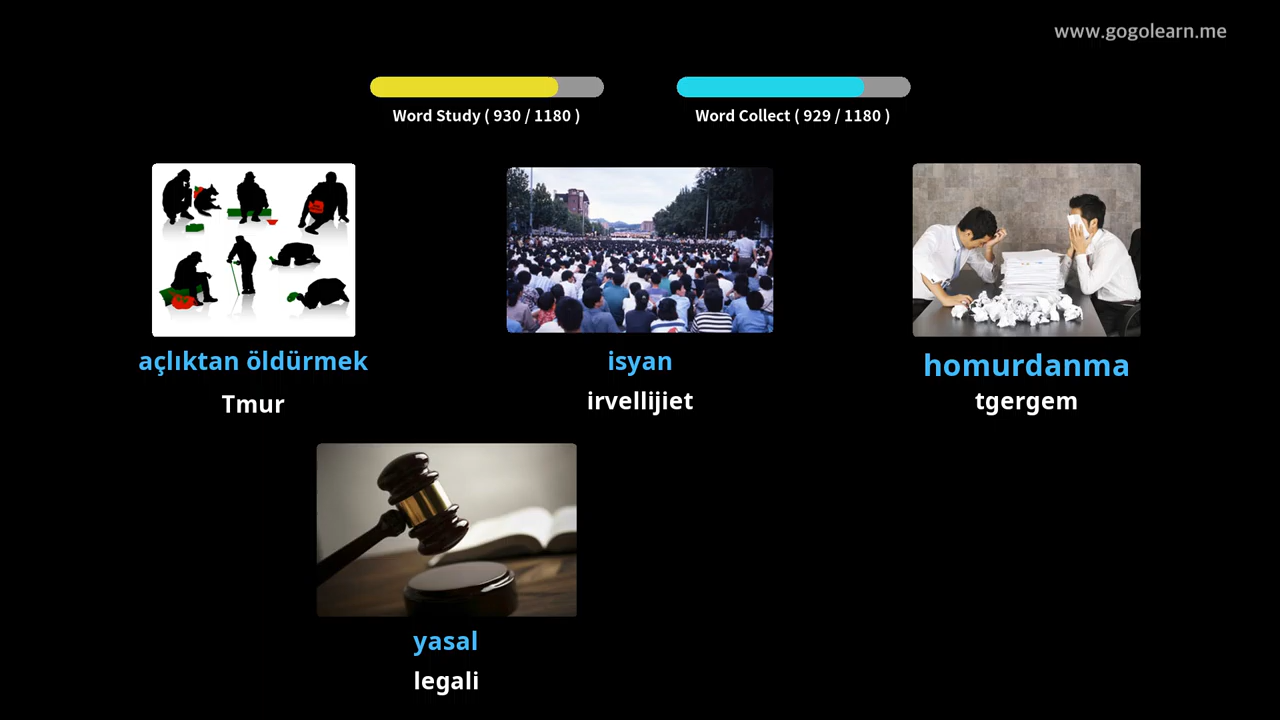 www.gogolearn.me
Word Study ( 930 / 1180 )
Word Collect ( 929 / 1180 )
açlıktan öldürmek
Tmur
isyan
irvellijiet
homurdanma
tgergem
yasal
legali